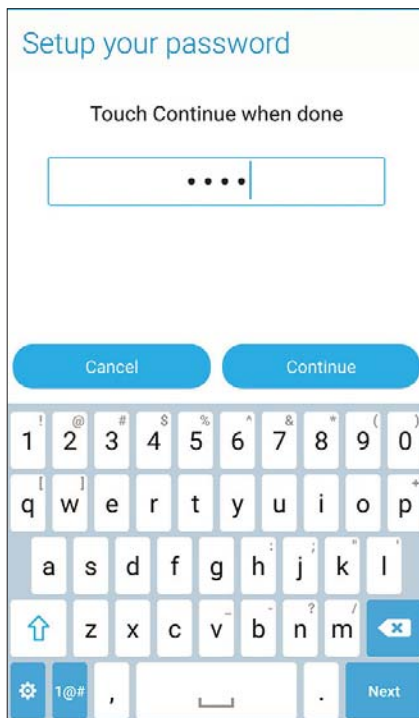 Setup your password
Touch Continue when done
••••
Cancel Continue
! @ # $ % ^ & * ( )
1 2 3 4 5 6 7 8 9 0
[ ] +
q w e r t y u i o p
: ; " '
a s d f g h j k l
_ - ? /
z x c v b n m
1@# , . Next